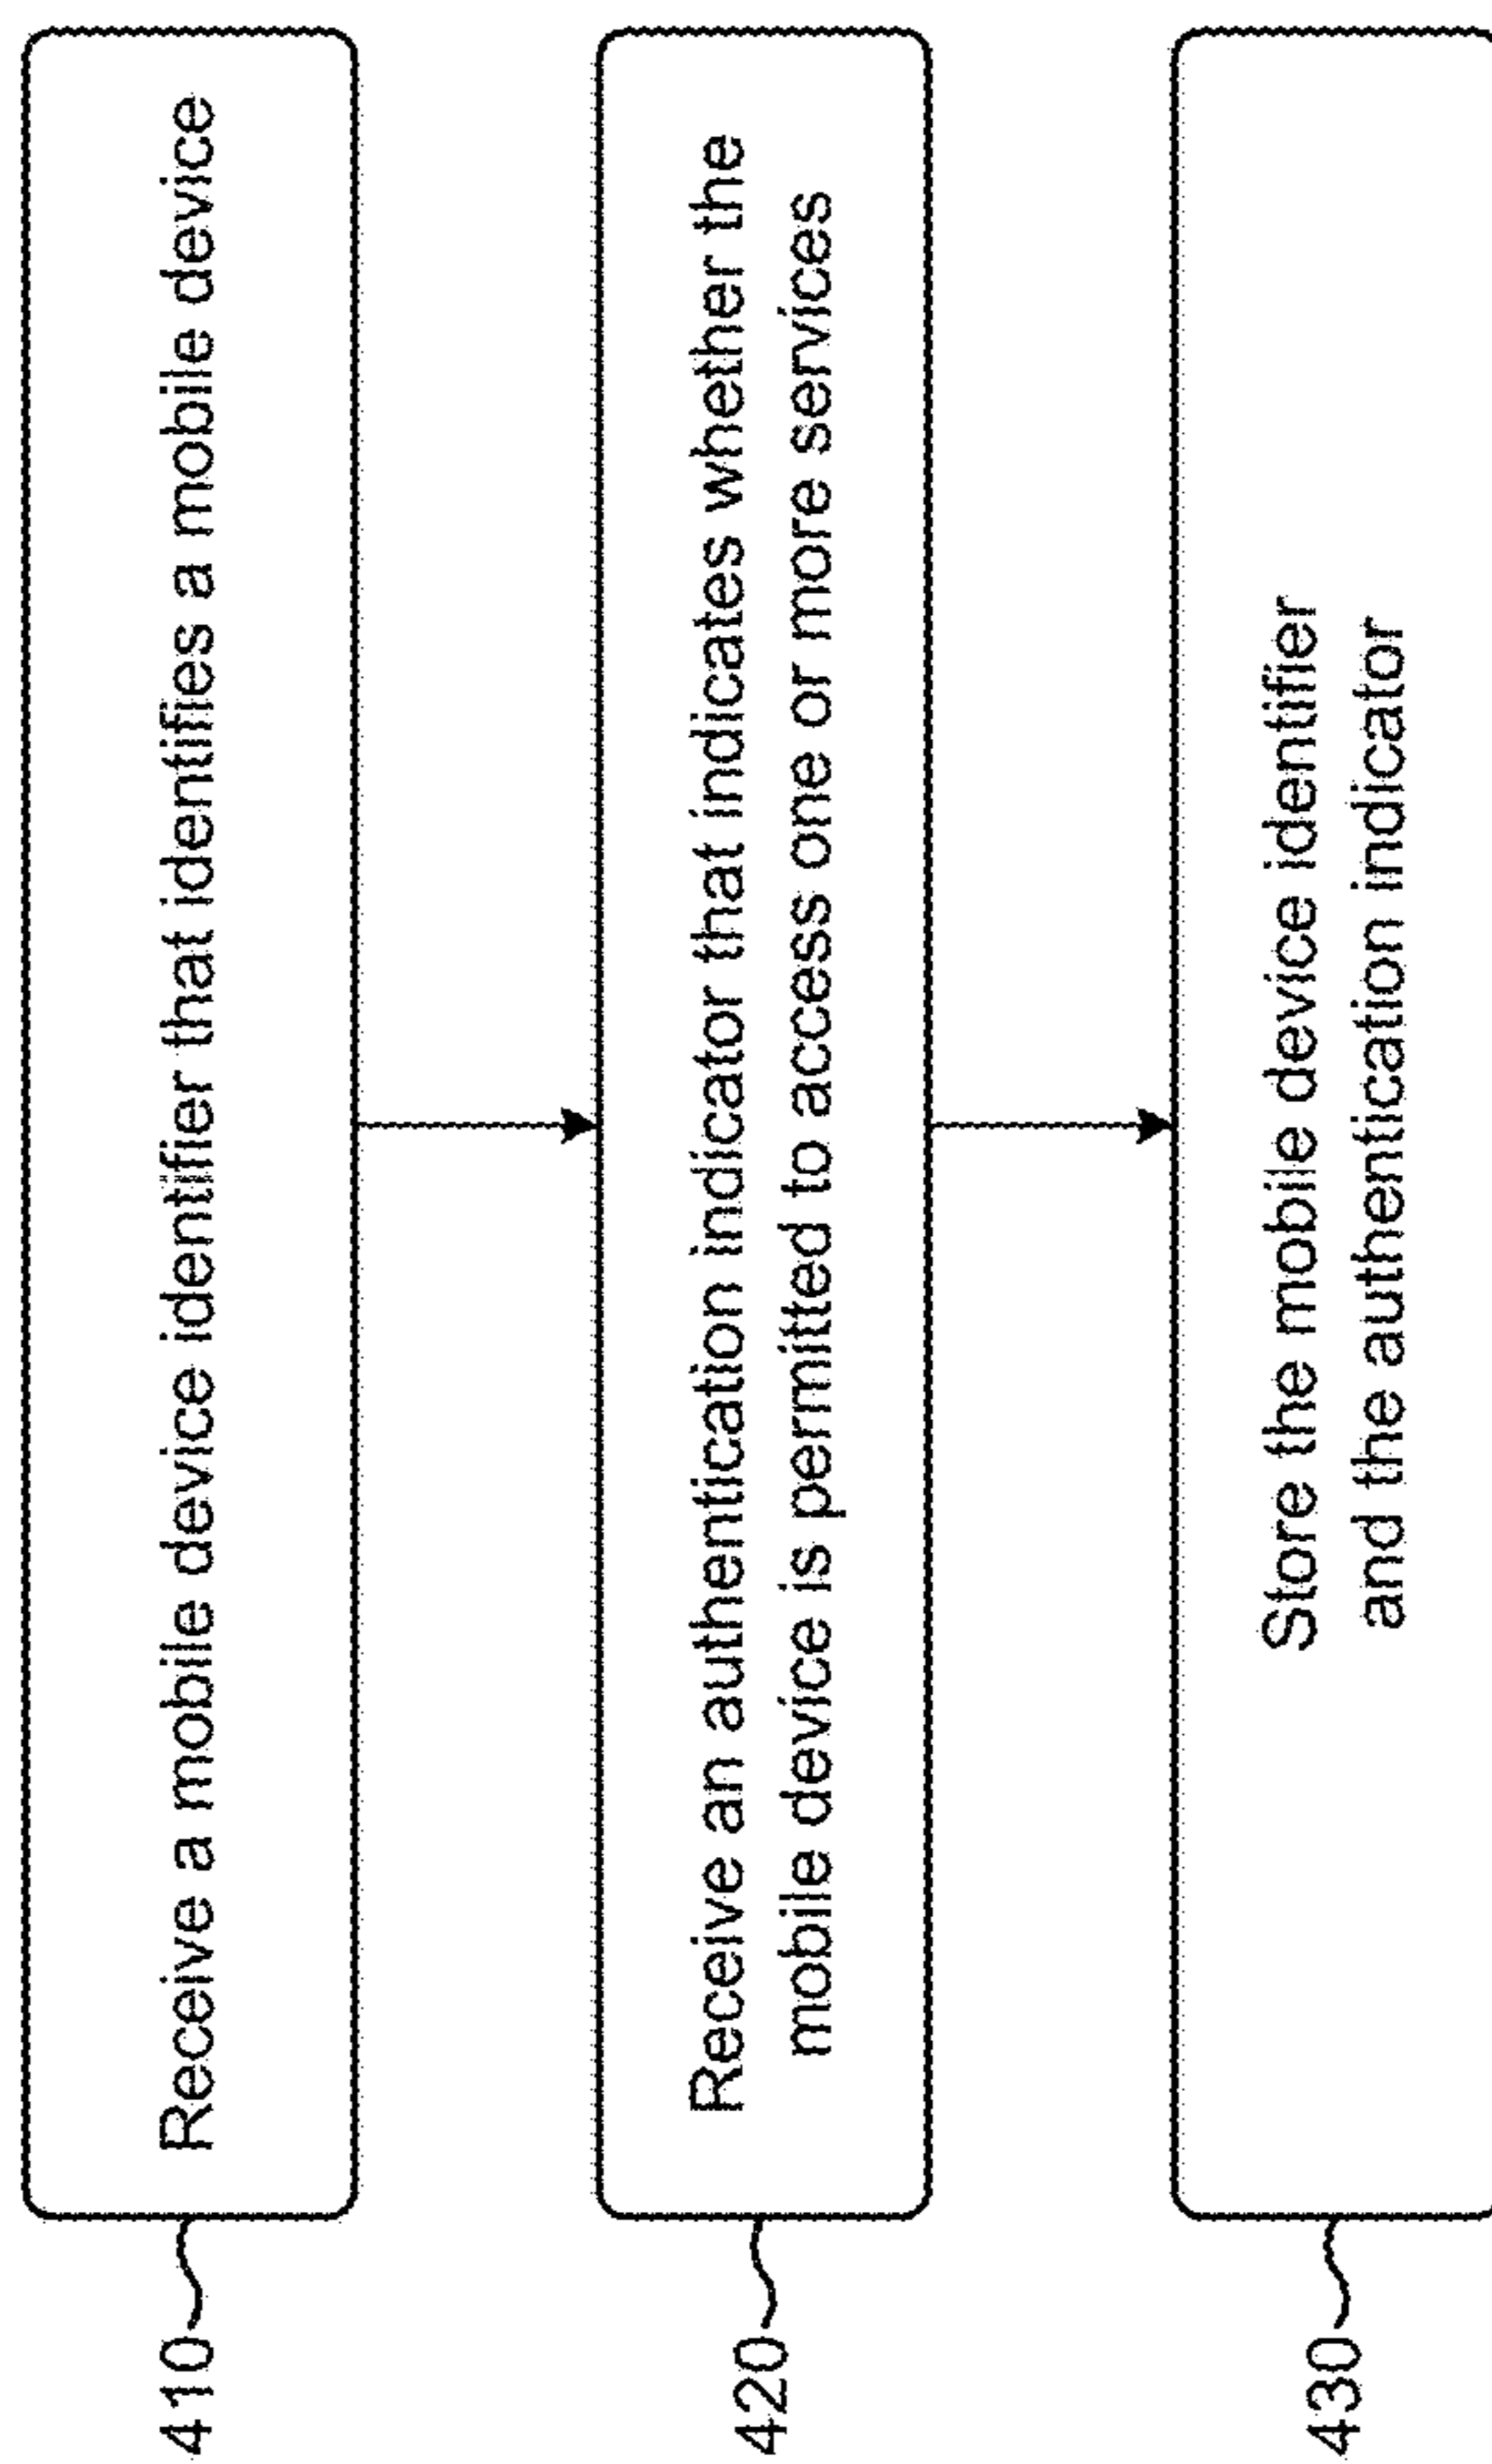 410
Receive a mobile device identifier that identifies a mobile device
420
Receive an authentication indicator that indicates whether the
mobile device is permitted to access one or more services
430
Store the mobile device identifier
and the authentication indicator